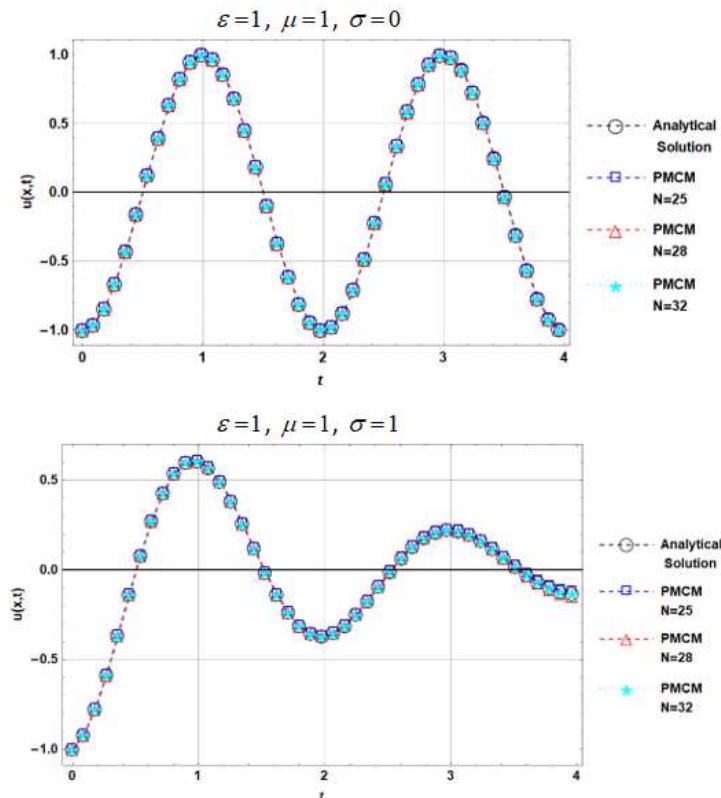 ε=1, μ=1, σ=0
1.0
0.5
0.0
−0.5
−1.0
u(x,t)
0 1 2 3 4
t
Analytical
Solution
PMCM
N=25
PMCM
N=28
PMCM
N=32
ε=1, μ=1, σ=1
0.5
0.0
−0.5
−1.0
u(x,t)
0 1 2 3 4
t
Analytical
Solution
PMCM
N=25
PMCM
N=28
PMCM
N=32